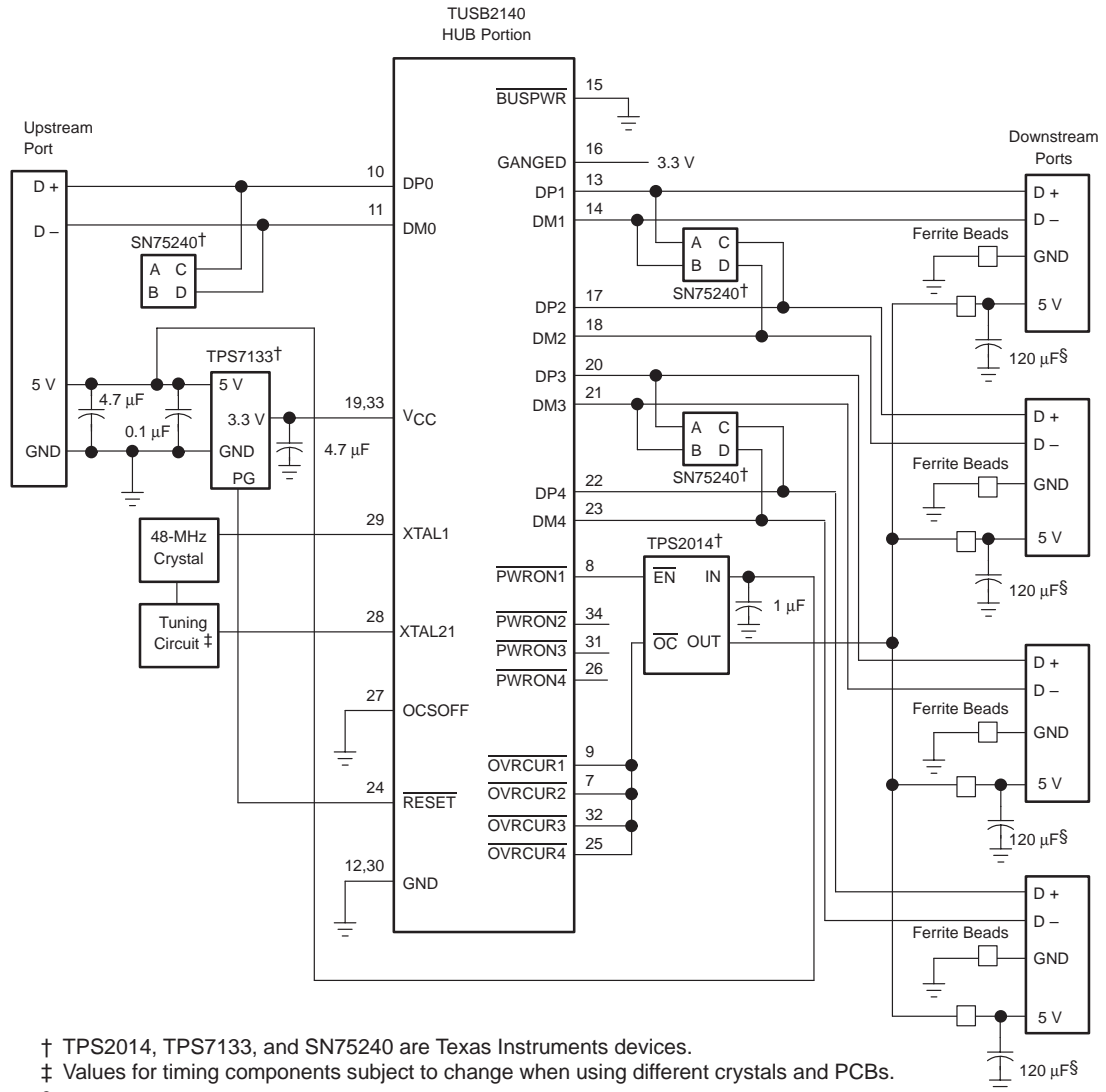 TUSB2140
HUB Portion
BUSPWR
15
GANGED
16
3.3 V
Upstream
Port
D +
D –
5 V
GND
10
DP0
11
DM0
SN75240†
A C
B D
TPS7133†
5 V
3.3 V
GND
PG
4.7 μF
0.1 μF
4.7 μF
19,33
VCC
48-MHz
Crystal
29
XTAL1
Tuning
Circuit ‡
28
XTAL21
27
OCSOFF
24
RESET
12,30
GND
DP1
13
DM1
14
A C
B D
SN75240†
DP2
17
DM2
18
DP3
20
DM3
21
A C
B D
SN75240†
DP4
22
DM4
23
PWRON1
8
PWRON2
34
PWRON3
31
PWRON4
26
TPS2014†
EN IN
OC OUT
1 μF
OVRCUR1
9
OVRCUR2
7
OVRCUR3
32
OVRCUR4
25
Downstream
Ports
D +
D –
Ferrite Beads
GND
5 V
120 μF§
D +
D –
Ferrite Beads
GND
5 V
120 μF§
D +
D –
Ferrite Beads
GND
5 V
120 μF§
D +
D –
Ferrite Beads
GND
5 V
120 μF§
† TPS2014, TPS7133, and SN75240 are Texas Instruments devices.
‡ Values for timing components subject to change when using different crystals and PCBs.